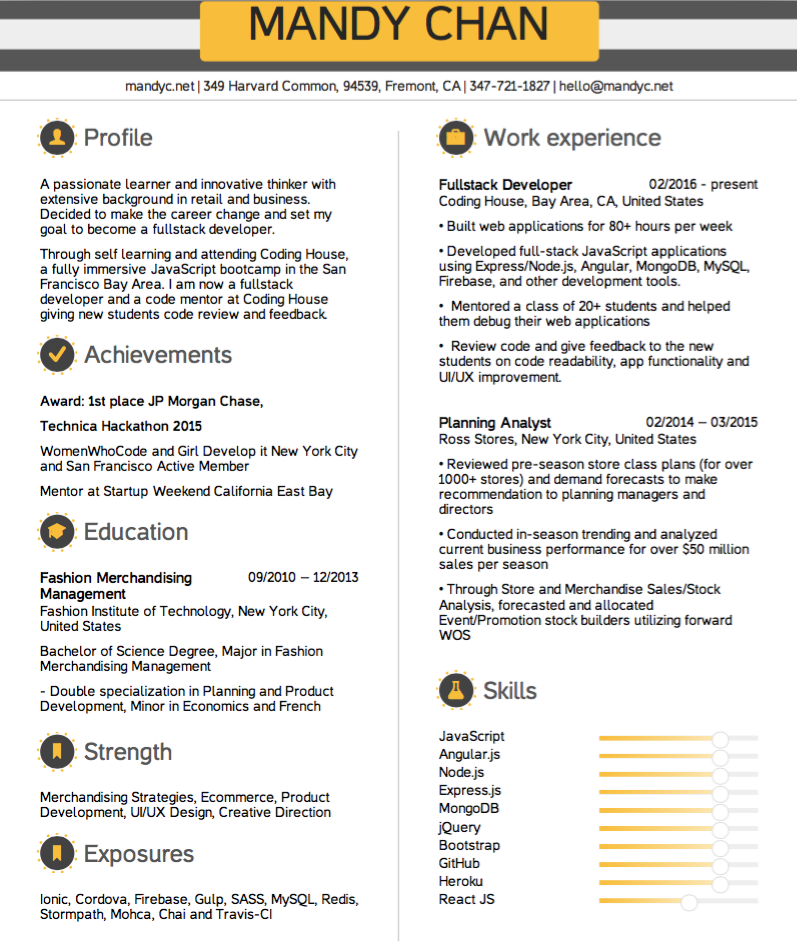 MANDY CHAN
mandyc.net | 349 Harvard Common, 94539, Fremont, CA | 347-721-1827 | hello@mandyc.net
Profile
A passionate learner and innovative thinker with
extensive background in retail and business.
Decided to make the career change and set my
goal to become a fullstack developer.
Through self learning and attending Coding House,
a fully immersive JavaScript bootcamp in the San
Francisco Bay Area. I am now a fullstack
developer and a code mentor at Coding House
giving new students code review and feedback.
Achievements
Award: 1st place JP Morgan Chase,
Technica Hackathon 2015
WomenWhoCode and Girl Develop it New York City
and San Francisco Active Member
Mentor at Startup Weekend California East Bay
Education
Fashion Merchandising 09/2010 – 12/2013
Management
Fashion Institute of Technology, New York City,
United States
Bachelor of Science Degree, Major in Fashion
Merchandising Management
- Double specialization in Planning and Product
Development, Minor in Economics and French
Strength
Merchandising Strategies, Ecommerce, Product
Development, UI/UX Design, Creative Direction
Exposures
Ionic, Cordova, Firebase, Gulp, SASS, MySQL, Redis,
Stormpath, Mohca, Chai and Travis-CI
Work experience
Fullstack Developer 02/2016 - present
Coding House, Bay Area, CA, United States
• Built web applications for 80+ hours per week
• Developed full-stack JavaScript applications
using Express/Node.js, Angular, MongoDB, MySQL,
Firebase, and other development tools.
• Mentored a class of 20+ students and helped
them debug their web applications
• Review code and give feedback to the new
students on code readability, app functionality and
UI/UX improvement.
Planning Analyst 02/2014 – 03/2015
Ross Stores, New York City, United States
• Reviewed pre-season store class plans (for over
1000+ stores) and demand forecasts to make
recommendation to planning managers and
directors
• Conducted in-season trending and analyzed
current business performance for over $50 million
sales per season
• Through Store and Merchandise Sales/Stock
Analysis, forecasted and allocated
Event/Promotion stock builders utilizing forward
WOS
Skills
JavaScript
Angular.js
Node.js
Express.js
MongoDB
jQuery
Bootstrap
GitHub
Heroku
React JS